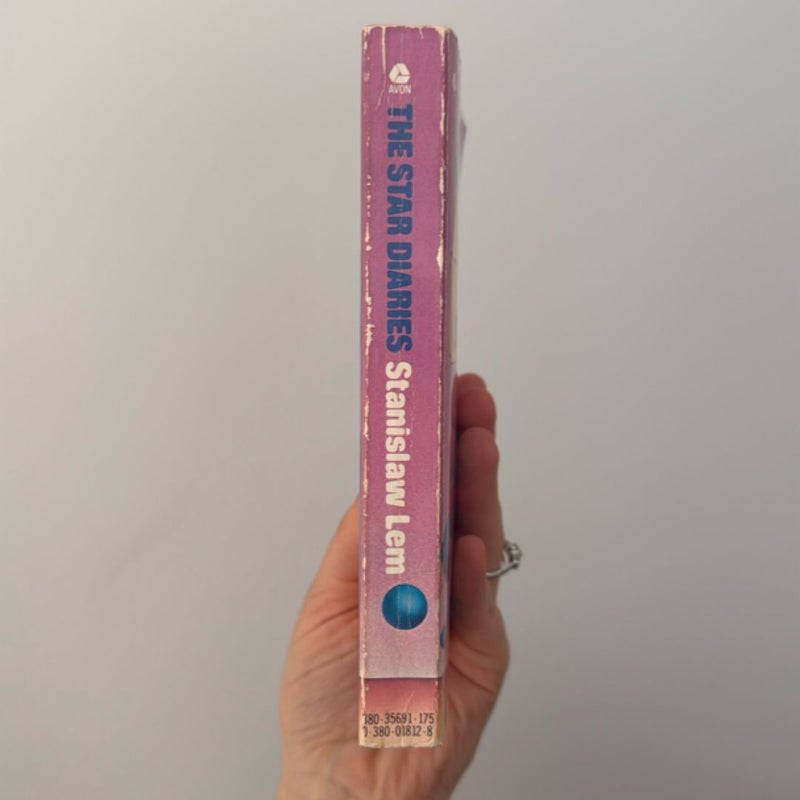 AVON
THE STAR DIARIES Stanislaw Lem
380-35691-175
0-380-01812-8